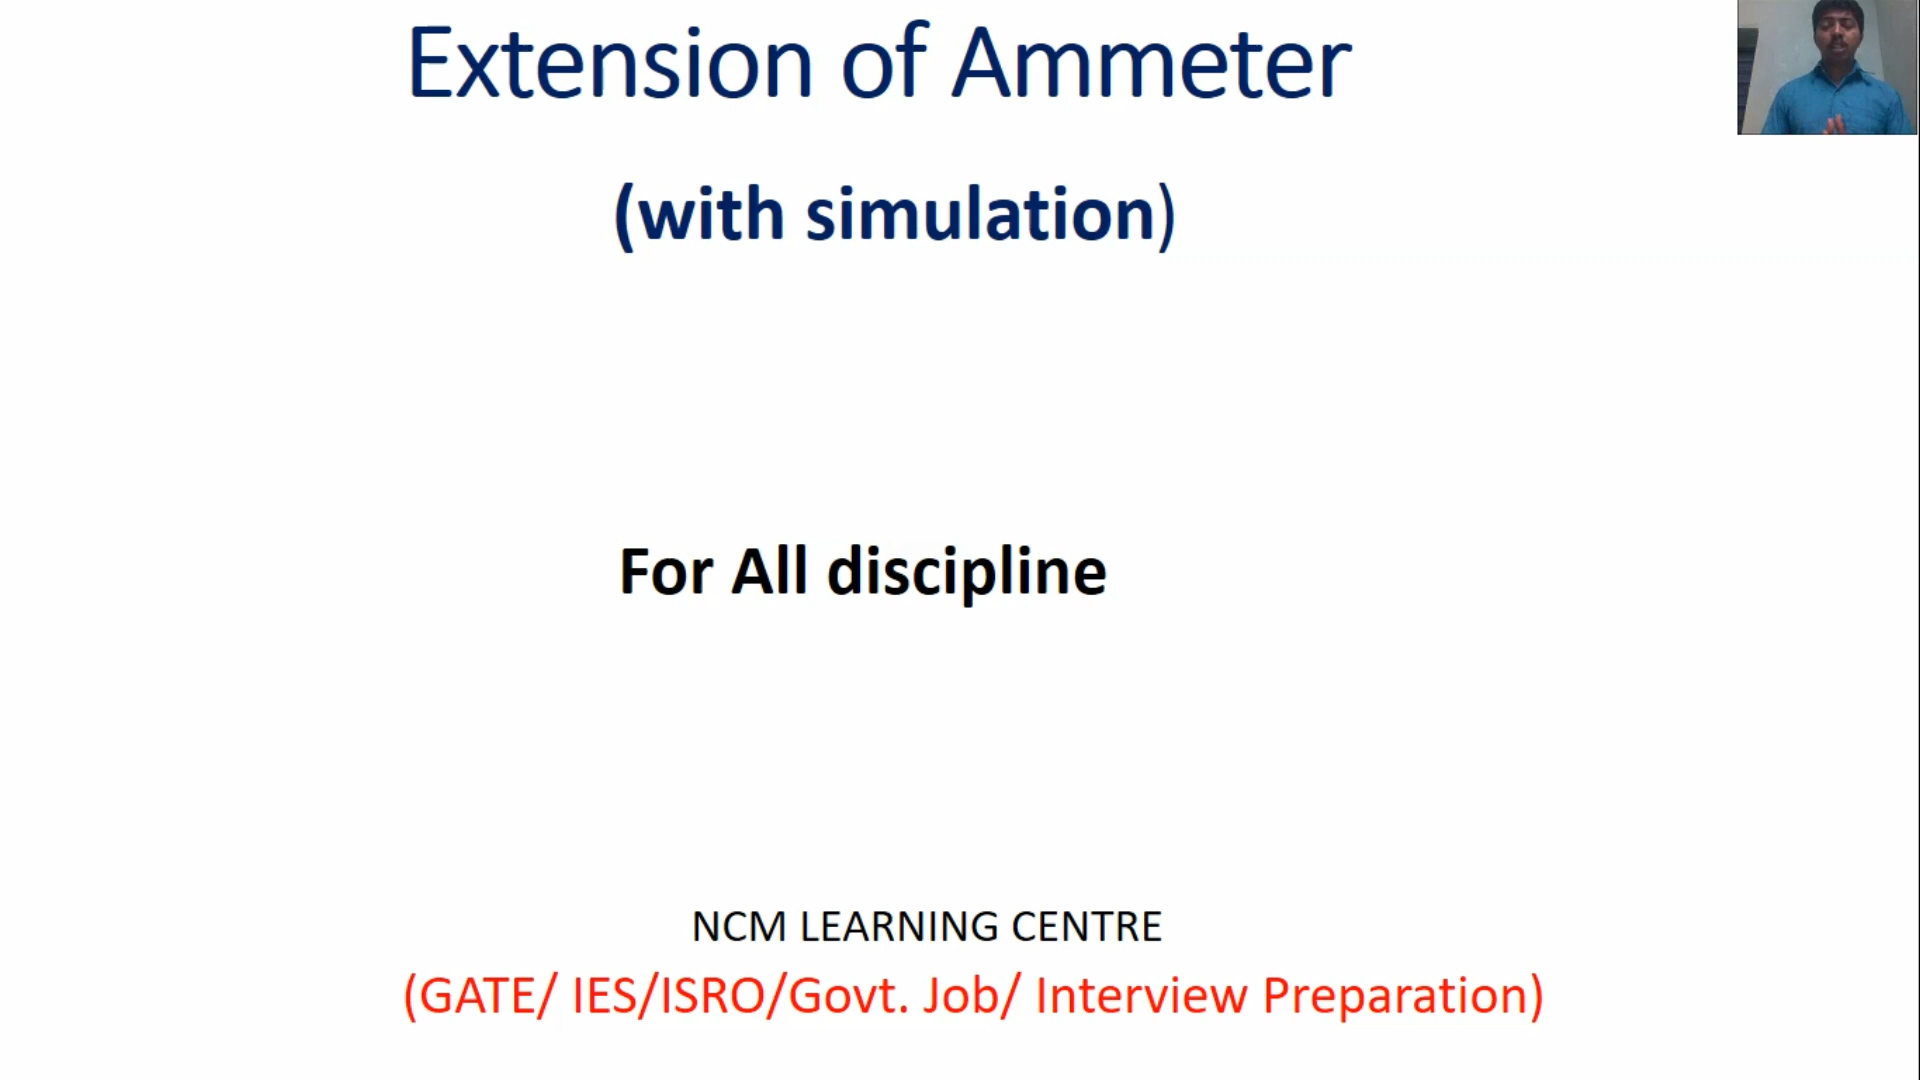 Extension of Ammeter
(with simulation)
For All discipline
NCM LEARNING CENTRE
(GATE/ IES/ISRO/Govt. Job/ Interview Preparation)